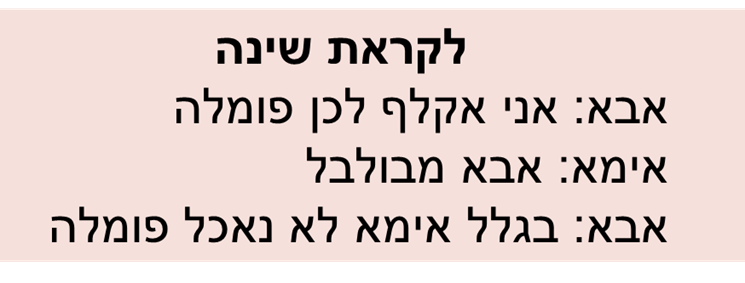 לקראת שינה
אבא: אני אקלף לכן פומלה
אימא: אבא מבולבל
אבא: בגלל אימא לא נאכל פומלה